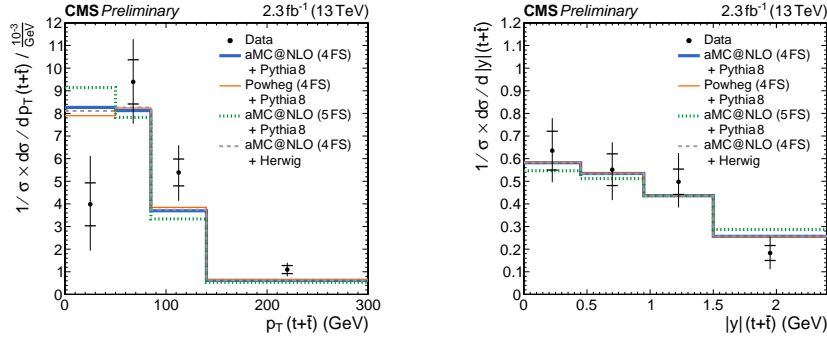 CMS Preliminary 2.3 fb⁻¹ (13 TeV)
1/ σ × dσ / d p_T (t+t̄) / 10⁻³/GeV
12
11
10
9
8
7
6
5
4
3
2
1
0
Data
aMC@NLO (4FS)
+ Pythia8
Powheg (4FS)
+ Pythia8
aMC@NLO (5FS)
+ Pythia8
aMC@NLO (4FS)
+ Herwig
0 100 200 300
p_T (t+t̄) (GeV)
CMS Preliminary 2.3 fb⁻¹ (13 TeV)
1/ σ × dσ / d |y| (t+t̄)
1.2
1.1
1
0.9
0.8
0.7
0.6
0.5
0.4
0.3
0.2
0.1
0
Data
aMC@NLO (4FS)
+ Pythia8
Powheg (4FS)
+ Pythia8
aMC@NLO (5FS)
+ Pythia8
aMC@NLO (4FS)
+ Herwig
0 0.5 1 1.5 2
|y| (t+t̄) (GeV)